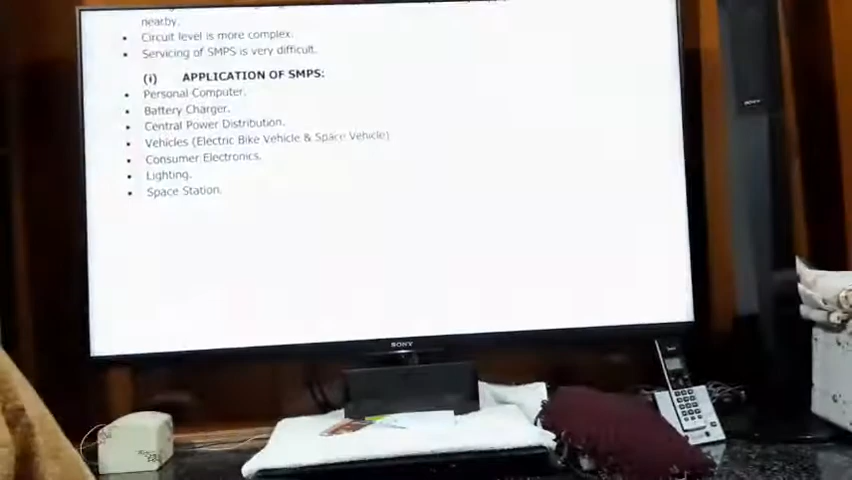 nearby.
• Circuit level is more complex.
• Servicing of SMPS is very difficult.
(i) APPLICATION OF SMPS:
• Personal Computer.
• Battery Charger.
• Central Power Distribution.
• Vehicles (Electric Bike Vehicle & Space Vehicle)
• Consumer Electronics.
• Lighting.
• Space Station.
SONY
SONY